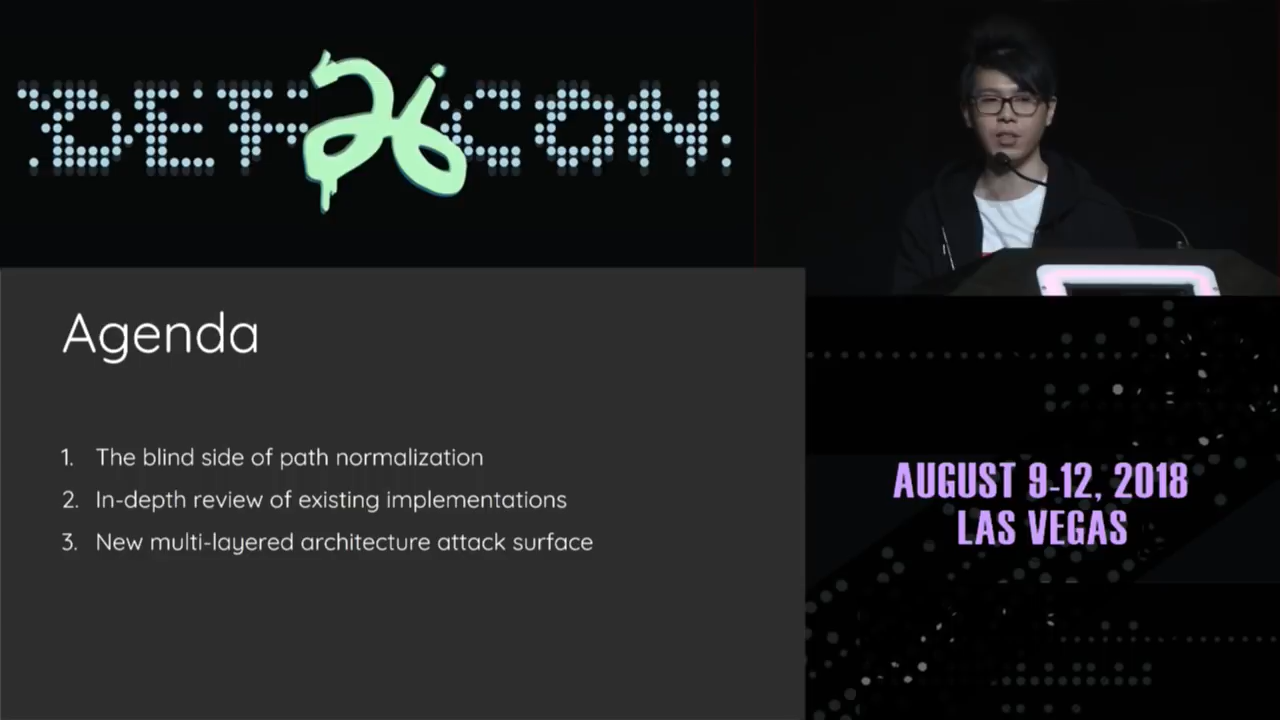 DEF 26 CON
Agenda
1. The blind side of path normalization
2. In-depth review of existing implementations
3. New multi-layered architecture attack surface
AUGUST 9-12, 2018
LAS VEGAS